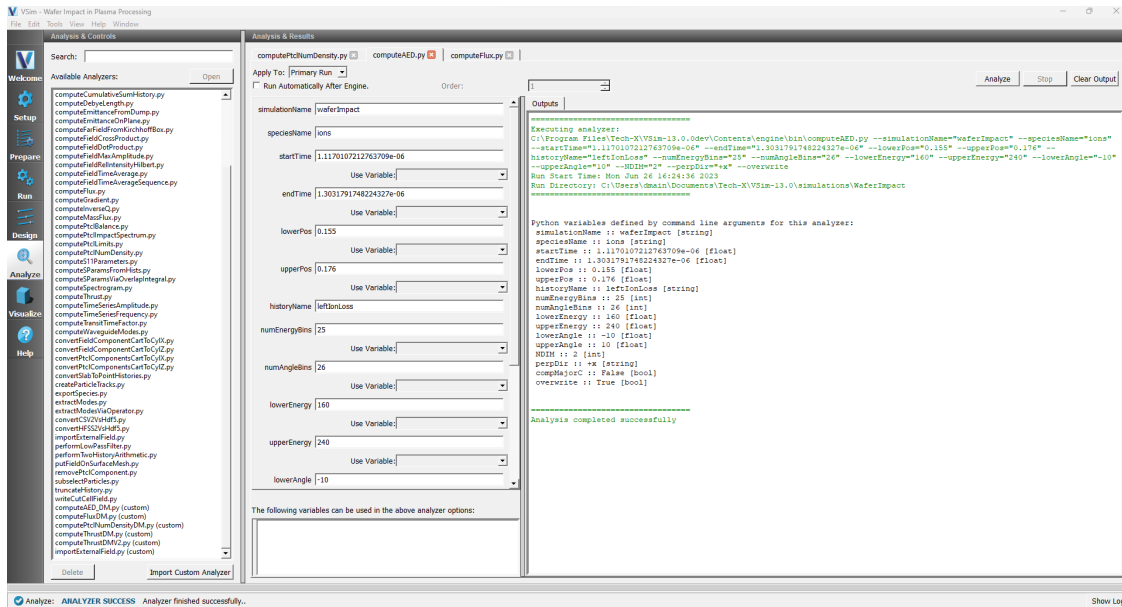 VSim - Wafer Impact in Plasma Processing
File Edit Tools View Help Window
Analysis & Controls
Analysis & Results
Welcome
Setup
Prepare
Run
Design
Analyze
Visualize
Help
Search:
Available Analyzers:
Open
computeCumulativeSumHistory.py
computeDebyeLength.py
computeEmittanceFromDump.py
computeEmittanceOnPlane.py
computeFarFieldFromKirchhoffBox.py
computeFieldCrossProduct.py
computeFieldDotProduct.py
computeFieldMaxAmplitude.py
computeFieldRelIntensityHilbert.py
computeFieldTimeAverage.py
computeFieldTimeAverageSequence.py
computeFlux.py
computeGradient.py
computeInverseQ.py
computeMassFlux.py
computePtclBalance.py
computePtclImpactSpectrum.py
computePtclLimits.py
computePtclNumDensity.py
computeS11Parameters.py
computeSParamsFromHists.py
computeSParamsViaOverlapIntegral.py
computeSpectrogram.py
computeThrust.py
computeTimeSeriesAmplitude.py
computeTimeSeriesFrequency.py
computeTransitTimeFactor.py
computeWaveguideModes.py
convertFieldComponentCartToCylX.py
convertFieldComponentCartToCylZ.py
convertPtclComponentsCartToCylX.py
convertPtclComponentsCartToCylZ.py
convertSlabToPointHistories.py
createParticleTracks.py
exportSpecies.py
extractModes.py
extractModesViaOperator.py
convertCSV2VsHdf5.py
convertHFSS2VsHdf5.py
importExternalField.py
performLowPassFilter.py
performTwoHistoryArithmetic.py
putFieldOnSurfaceMesh.py
removePtclComponent.py
subselectParticles.py
truncateHistory.py
writeCutCellField.py
computeAED_DM.py (custom)
computeFluxDM.py (custom)
computePtclNumDensityDM.py (custom)
computeThrustDM.py (custom)
computeThrustDMV2.py (custom)
importExternalField.py (custom)
Delete
Import Custom Analyzer
computePtclNumDensity.py
computeAED.py
computeFlux.py
Apply To: Primary Run
Run Automatically After Engine.
Order:
1
Analyze
Stop
Clear Output
simulationName waferImpact
speciesName ions
startTime 1.1170107212763709e-06
Use Variable:
endTime 1.3031791748224327e-06
Use Variable:
lowerPos 0.155
Use Variable:
upperPos 0.176
Use Variable:
historyName leftIonLoss
numEnergyBins 25
Use Variable:
numAngleBins 26
Use Variable:
lowerEnergy 160
Use Variable:
upperEnergy 240
Use Variable:
lowerAngle -10
The following variables can be used in the above analyzer options:
Outputs
==================================
Executing analyzer:
C:\Program Files\Tech-X\VSim-13.0.0dev\Contents\engine\bin\computeAED.py --simulationName="waferImpact" --speciesName="ions"
--startTime="1.1170107212763709e-06" --endTime="1.3031791748224327e-06" --lowerPos="0.155" --upperPos="0.176" --
historyName="leftIonLoss" --numEnergyBins="25" --numAngleBins="26" --lowerEnergy="160" --upperEnergy="240" --lowerAngle="-10"
--upperAngle="10" --NDIM="2" --perpDir="+x" --overwrite
Run Start Time: Mon Jun 26 16:24:36 2023
Run Directory: C:\Users\dmain\Documents\Tech-X\VSim-13.0\simulations\WaferImpact
==================================
Python variables defined by command line arguments for this analyzer:
simulationName :: waferImpact [string]
speciesName :: ions [string]
startTime :: 1.1170107212763709e-06 [float]
endTime :: 1.3031791748224327e-06 [float]
lowerPos :: 0.155 [float]
upperPos :: 0.176 [float]
historyName :: leftIonLoss [string]
numEnergyBins :: 25 [int]
numAngleBins :: 26 [int]
lowerEnergy :: 160 [float]
upperEnergy :: 240 [float]
lowerAngle :: -10 [float]
upperAngle :: 10 [float]
NDIM :: 2 [int]
perpDir :: +x [string]
compMajorC :: False [bool]
overwrite :: True [bool]
==================================
Analysis completed successfully
Analyze: ANALYZER SUCCESS Analyzer finished successfully..
Show Log